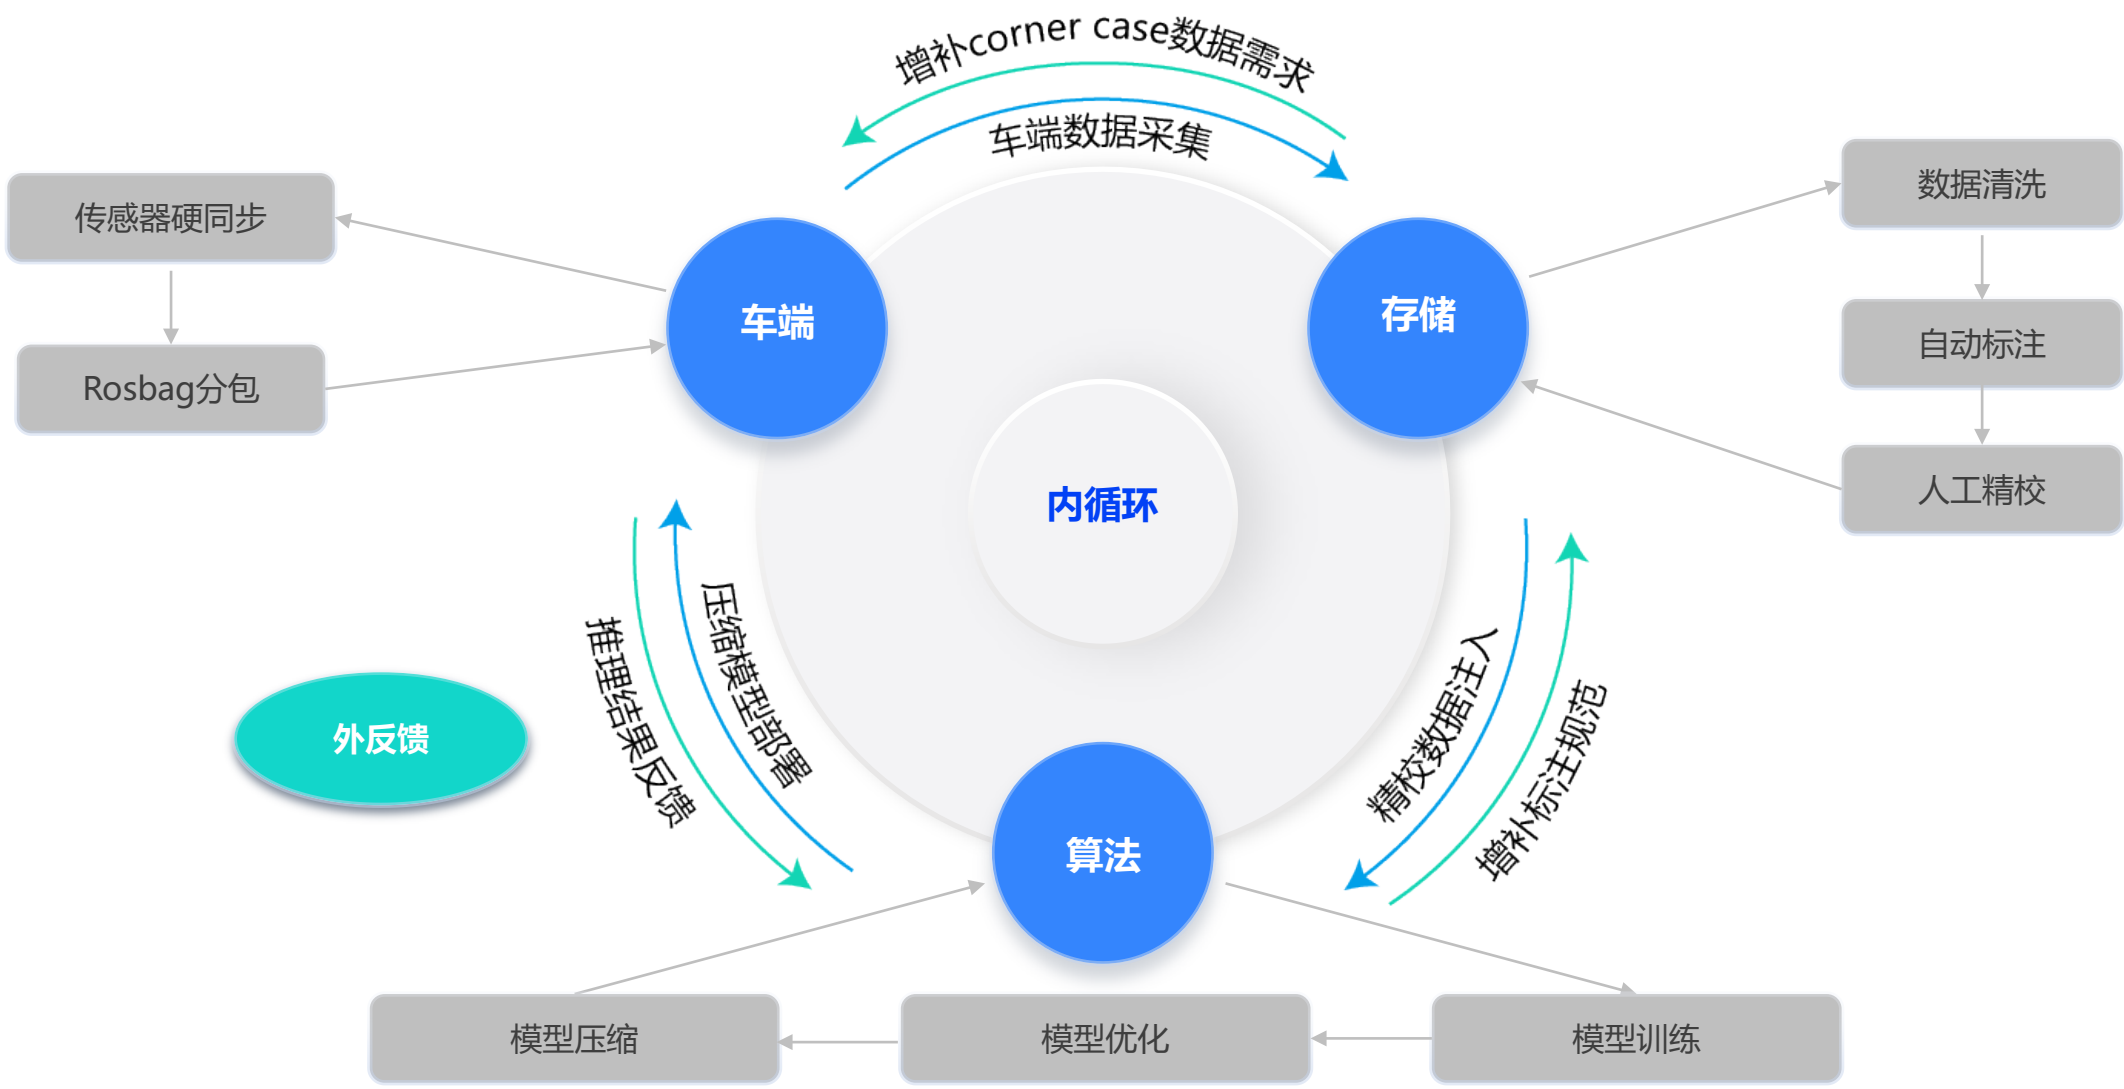 增补corner case数据需求
车端数据采集
传感器硬同步
Rosbag分包
车端
存储
数据清洗
自动标注
人工精校
内循环
推理结果反馈
压缩模型部署
精校数据注入
增补标注规范
外反馈
算法
模型压缩
模型优化
模型训练